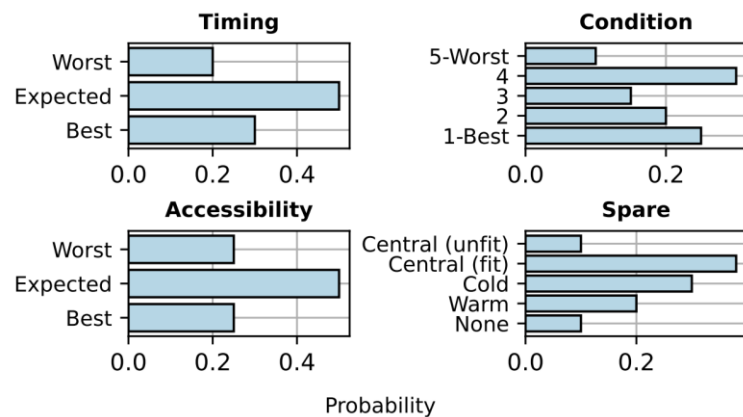 Timing
Worst
Expected
Best
0.0 0.2 0.4
Condition
5-Worst
4
3
2
1-Best
0.0 0.2
Accessibility
Worst
Expected
Best
0.0 0.2 0.4
Spare
Central (unfit)
Central (fit)
Cold
Warm
None
0.0 0.2
Probability